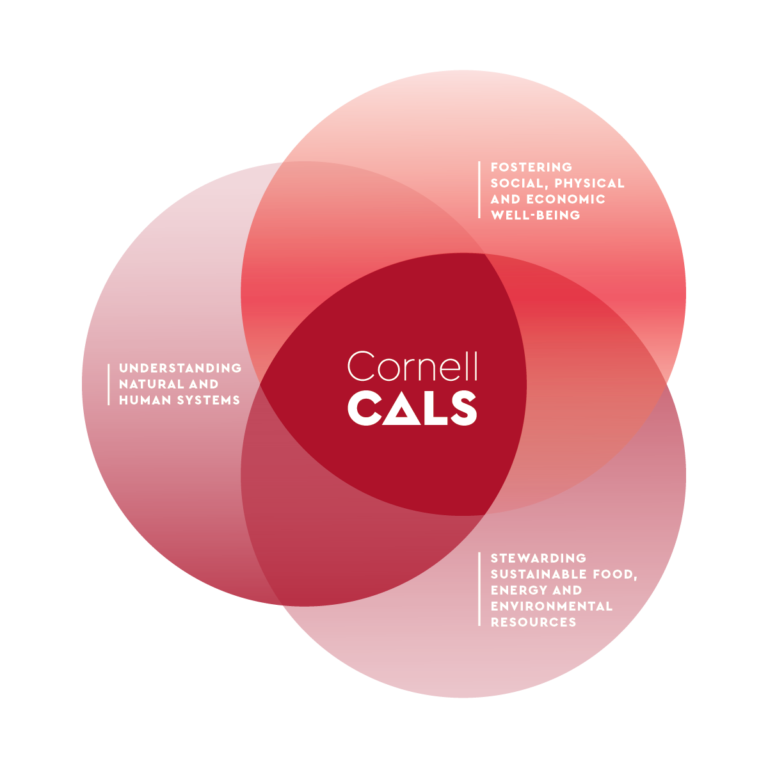 FOSTERING
SOCIAL, PHYSICAL
AND ECONOMIC
WELL-BEING
UNDERSTANDING
NATURAL AND
HUMAN SYSTEMS
Cornell
CALS
STEWARDING
SUSTAINABLE FOOD,
ENERGY AND
ENVIRONMENTAL
RESOURCES